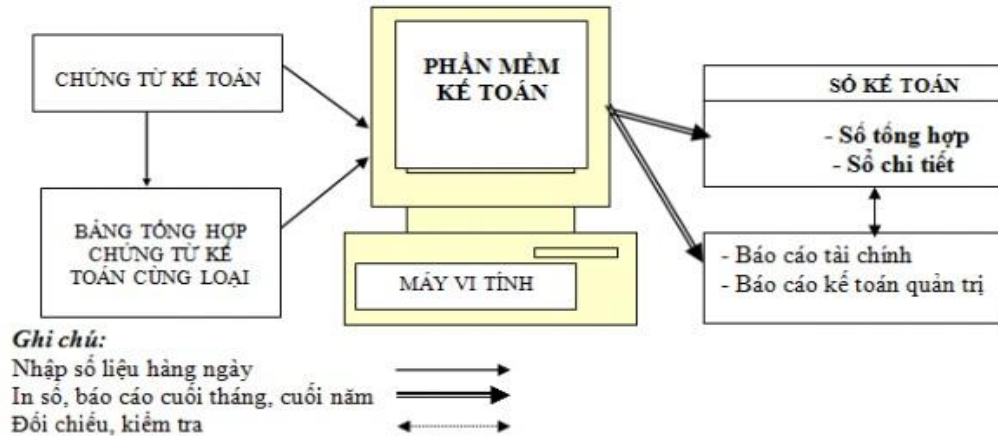 CHỨNG TỪ KẾ TOÁN
BẢNG TỔNG HỢP
CHỨNG TỪ KẾ
TOÁN CÙNG LOẠI
PHẦN MỀM
KẾ TOÁN
MÁY VI TÍNH
SỔ KẾ TOÁN
- Sổ tổng hợp
- Sổ chi tiết
- Báo cáo tài chính
- Báo cáo kế toán quản trị
Ghi chú:
Nhập số liệu hàng ngày
In sổ, báo cáo cuối tháng, cuối năm
Đối chiếu, kiểm tra